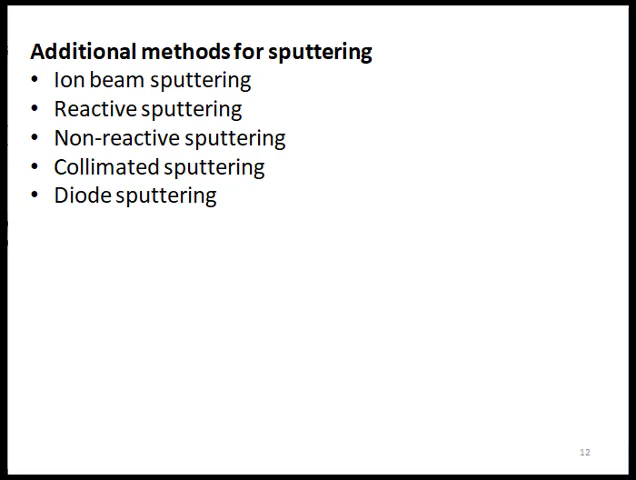 Additional methods for sputtering
• Ion beam sputtering
• Reactive sputtering
• Non-reactive sputtering
• Collimated sputtering
• Diode sputtering
12